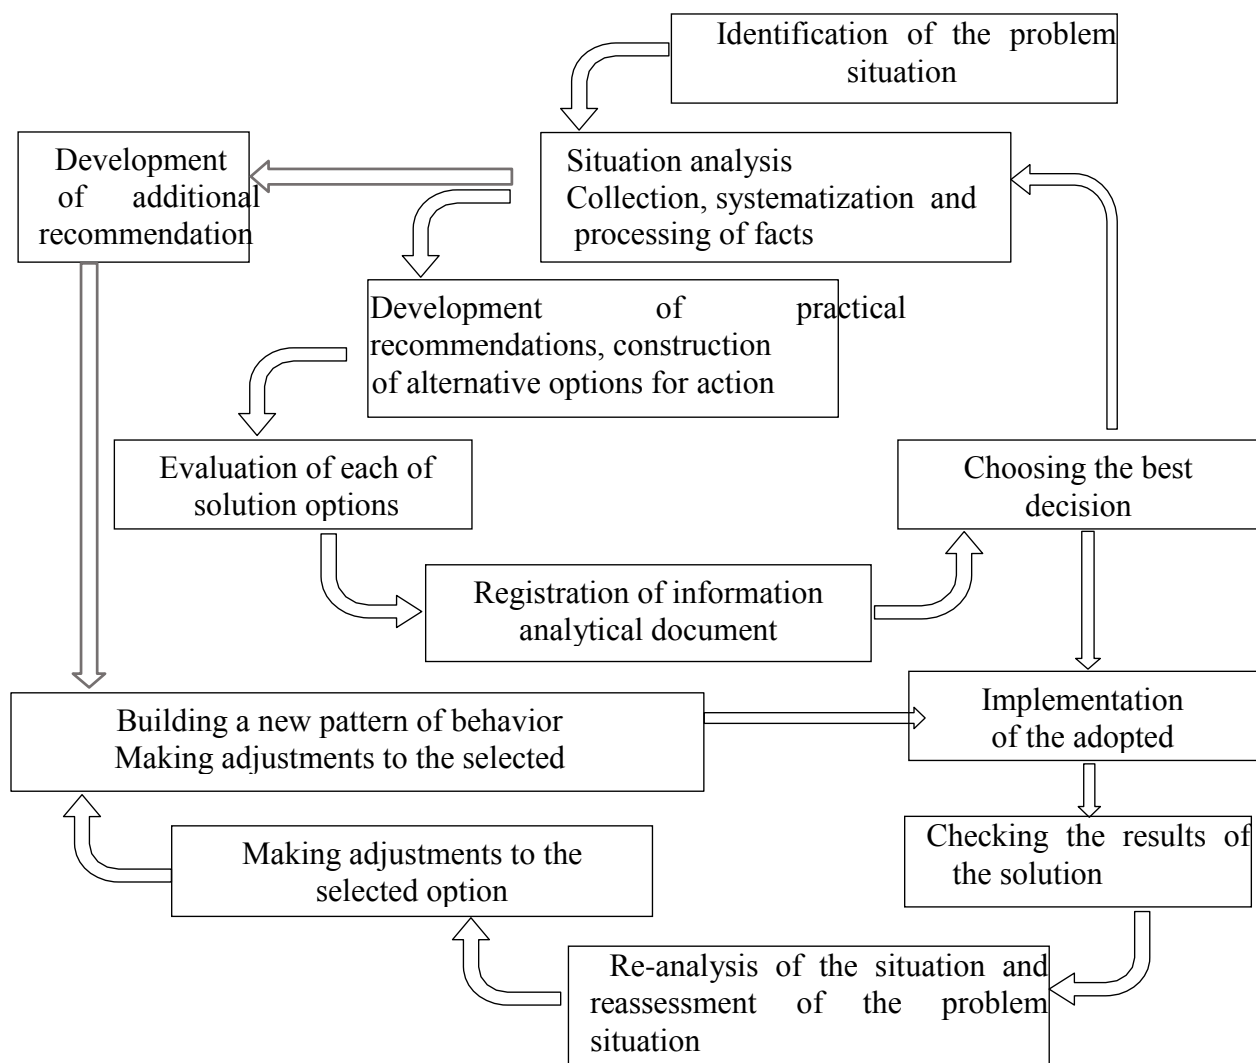 Identification of the problem
situation
Development
of additional
recommendation
Situation analysis
Collection, systematization and
processing of facts
Development of practical
recommendations, construction
of alternative options for action
Evaluation of each of
solution options
Choosing the best
decision
Registration of information
analytical document
Building a new pattern of behavior
Making adjustments to the selected
Implementation
of the adopted
Checking the results of
the solution
Making adjustments to the
selected option
Re-analysis of the situation and
reassessment of the problem
situation